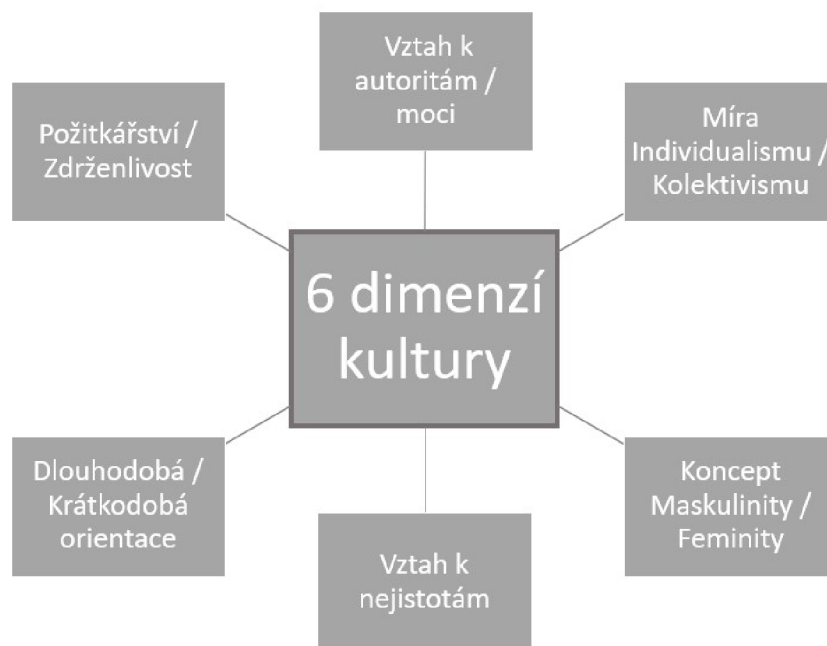 Vztah k
autoritám /
moci
Požitkářství /
Zdrženlivost
Míra
Individualismu /
Kolektivismu
6 dimenzí
kultury
Dlouhodobá /
Krátkodobá
orientace
Vztah k
nejistotám
Koncept
Maskulinity /
Feminity